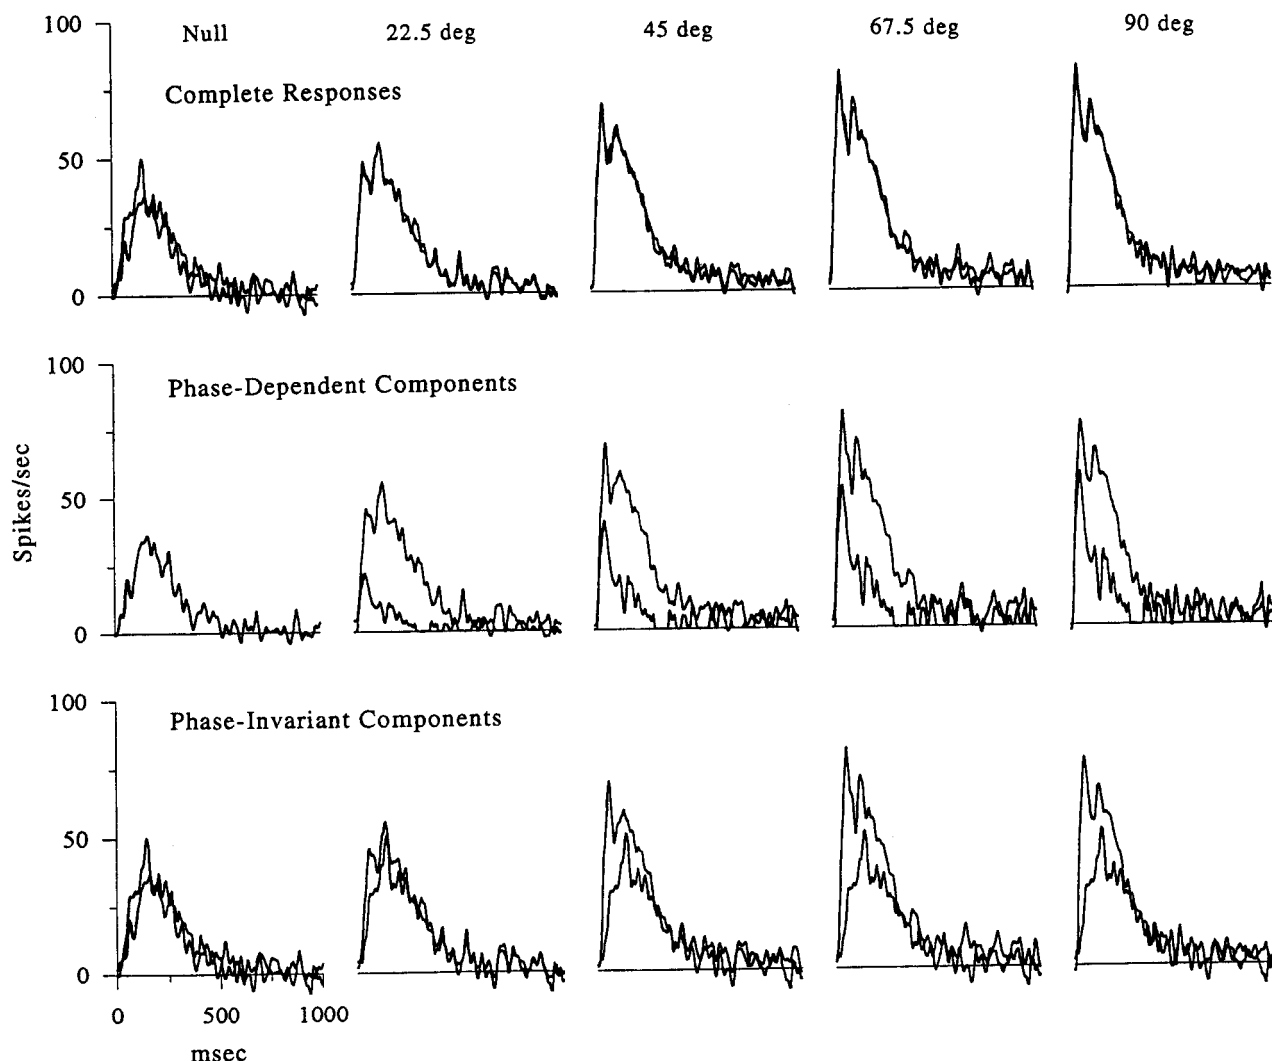 Null 22.5 deg 45 deg 67.5 deg 90 deg
100
Complete Responses
50
0
100
Phase-Dependent Components
50
0
Spikes/sec
100
Phase-Invariant Components
50
0
0 500 1000
msec